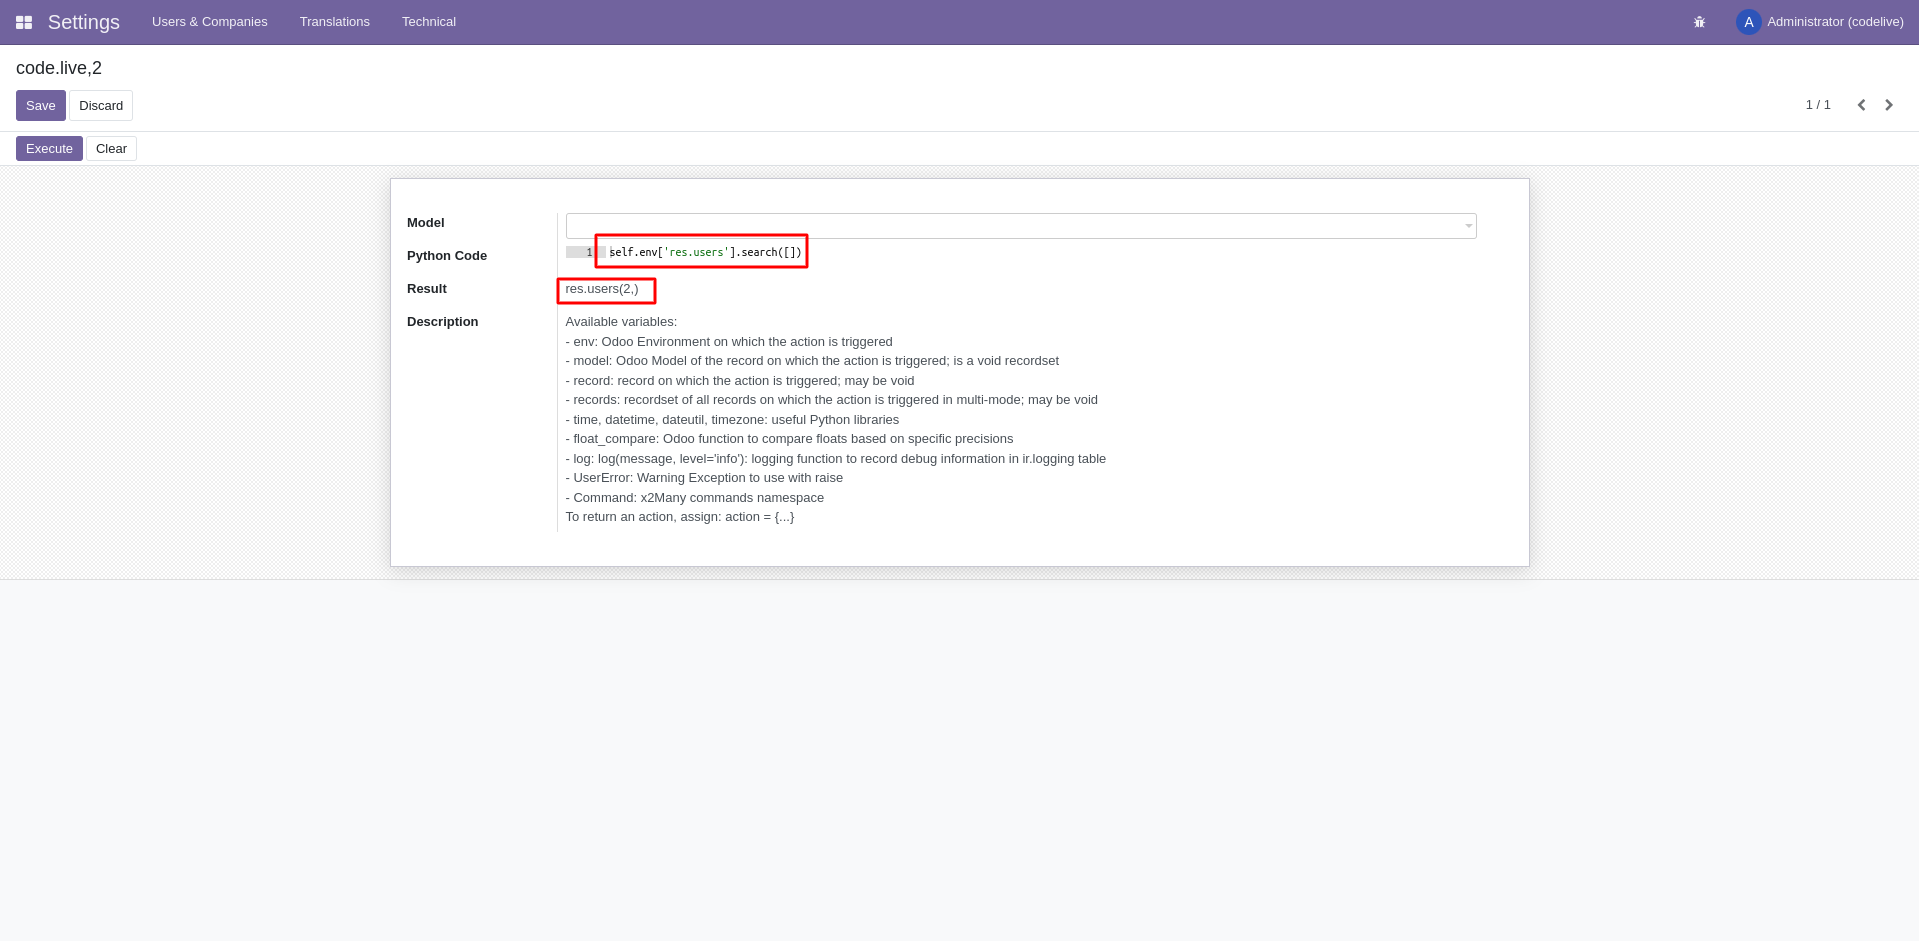 Settings Users & Companies Translations Technical A Administrator (codelive)
code.live,2
Save Discard 1 / 1
Execute Clear
Model
Python Code 1 self.env['res.users'].search([])
Result res.users(2,)
Description Available variables:
- env: Odoo Environment on which the action is triggered
- model: Odoo Model of the record on which the action is triggered; is a void recordset
- record: record on which the action is triggered; may be void
- records: recordset of all records on which the action is triggered in multi-mode; may be void
- time, datetime, dateutil, timezone: useful Python libraries
- float_compare: Odoo function to compare floats based on specific precisions
- log: log(message, level='info'): logging function to record debug information in ir.logging table
- UserError: Warning Exception to use with raise
- Command: x2Many commands namespace
To return an action, assign: action = {...}